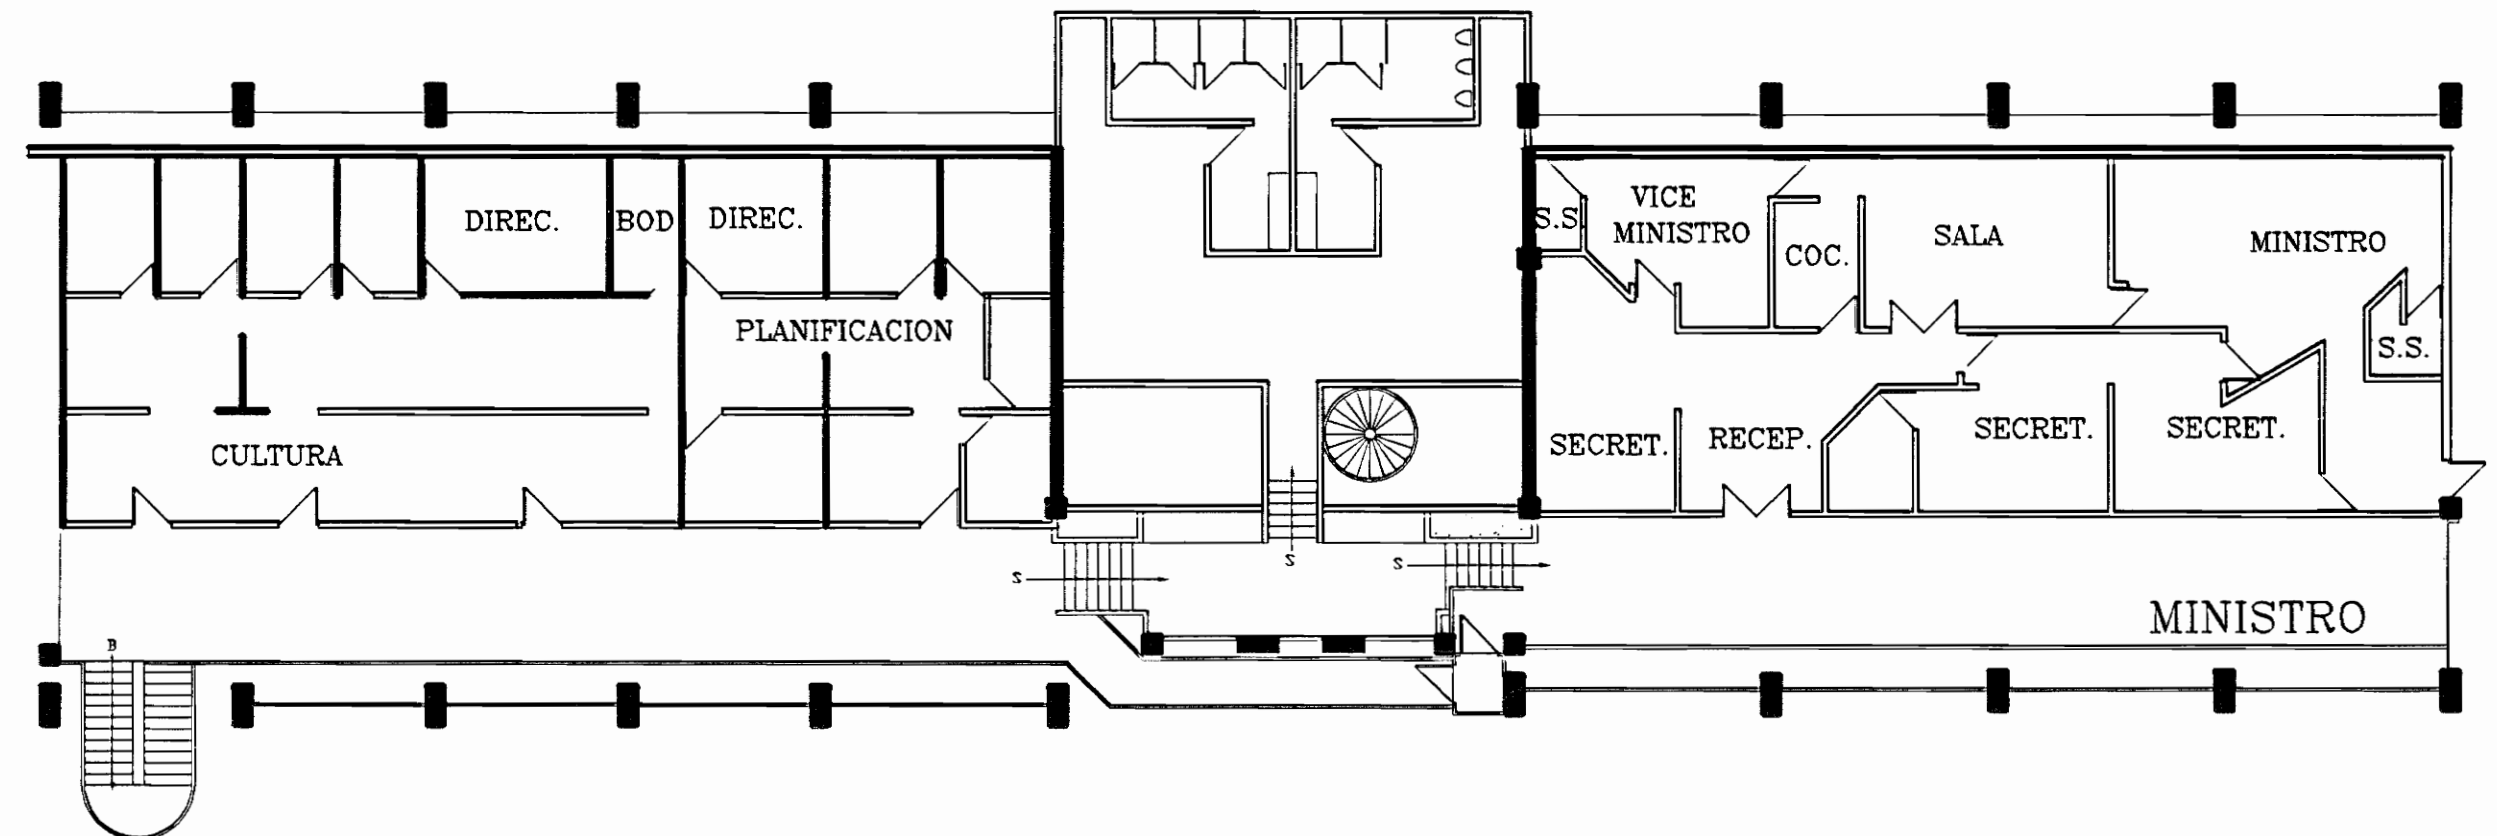 DIREC.
BOD
DIREC.
PLANIFICACION
CULTURA
S.S.
VICE
MINISTRO
COC.
SALA
MINISTRO
S.S.
SECRET.
RECEP.
SECRET.
SECRET.
S
S
S
MINISTRO
B